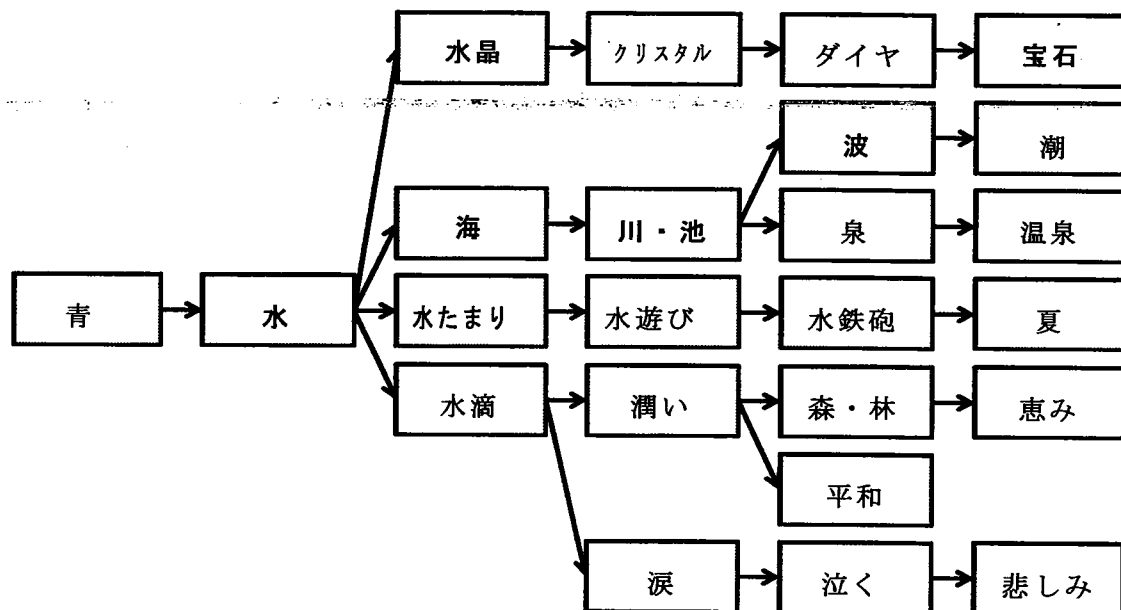 水晶 クリスタル ダイヤ 宝石
波 潮
海 川・池 泉 温泉
青 水 水たまり 水遊び 水鉄砲 夏
水滴 潤い 森・林 恵み
平和
涙 泣く 悲しみ